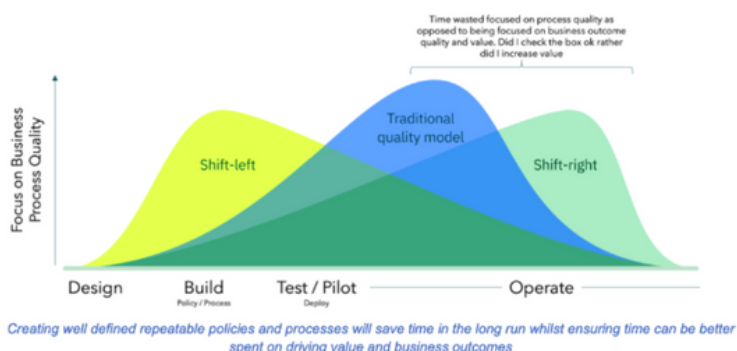 Time wasted focused on process quality as
opposed to being focused on business outcome
quality and value. Did I check the box ok rather
did I increase value
Focus on Business
Process Quality
Traditional
quality model
Shift-left
Shift-right
Design
Build
Policy / Process
Test / Pilot
Deploy
Operate
Creating well defined repeatable policies and processes will save time in the long run whilst ensuring time can be better
spent on driving value and business outcomes